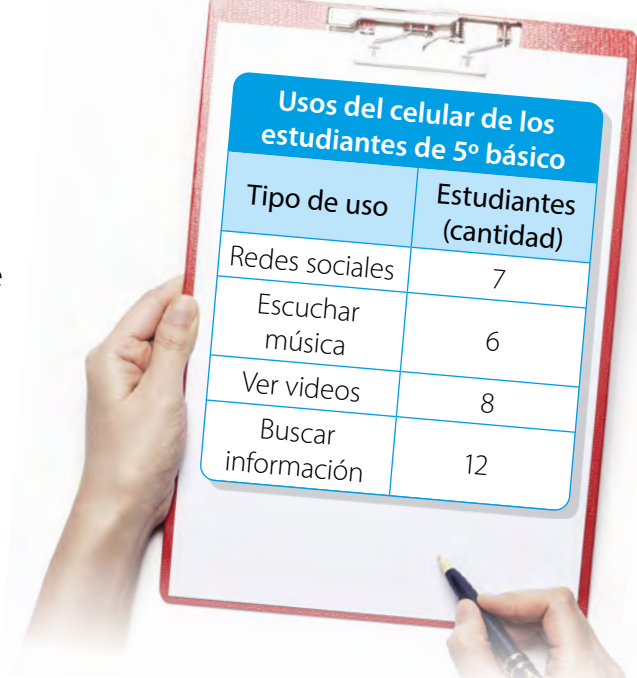 Usos del celular de los
estudiantes de 5º básico
Tipo de uso
Estudiantes
(cantidad)
Redes sociales
7
Escuchar
música
6
Ver videos
8
Buscar
información
12
e